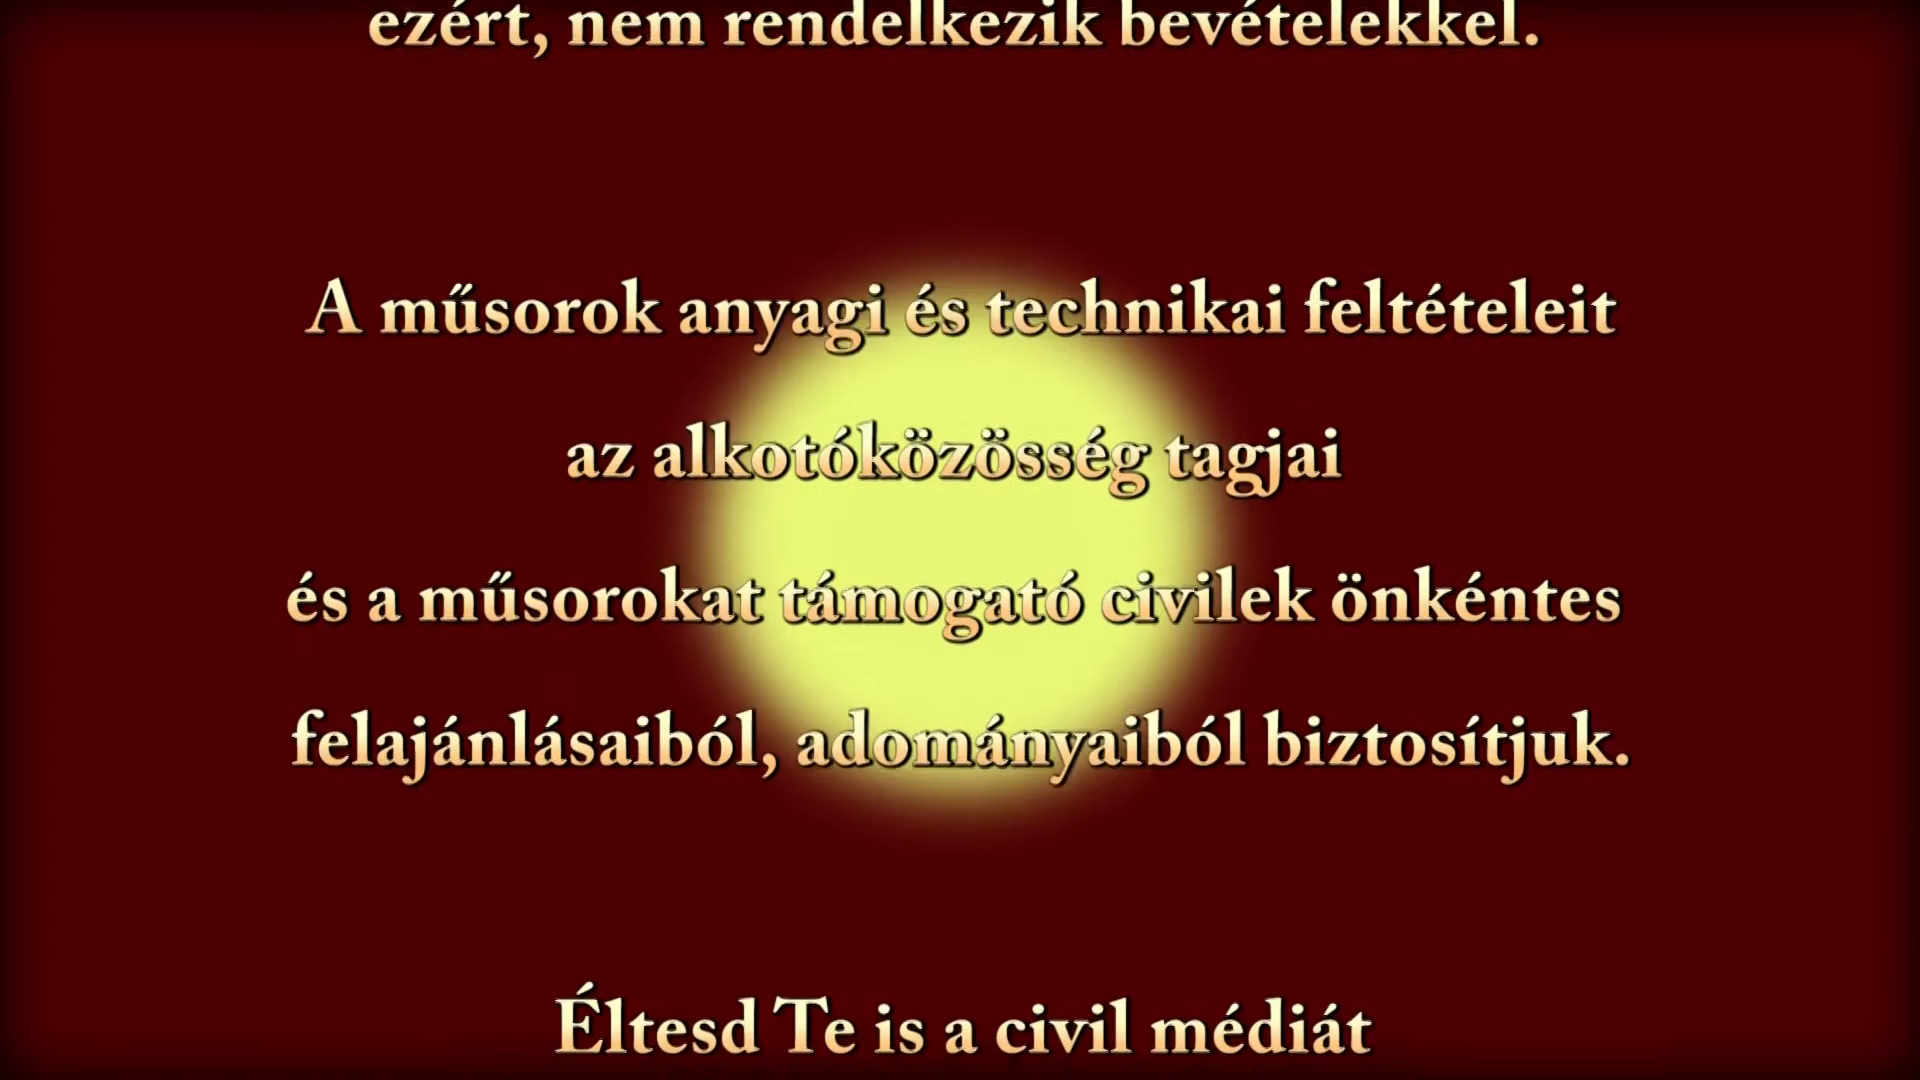 ezért, nem rendelkezik bevételekkel.
A műsorok anyagi és technikai feltételeit
az alkotóközösség tagjai
és a műsorokat támogató civilek önkéntes
felajánlásaiból, adományaiból biztosítjuk.
Éltesd Te is a civil médiát